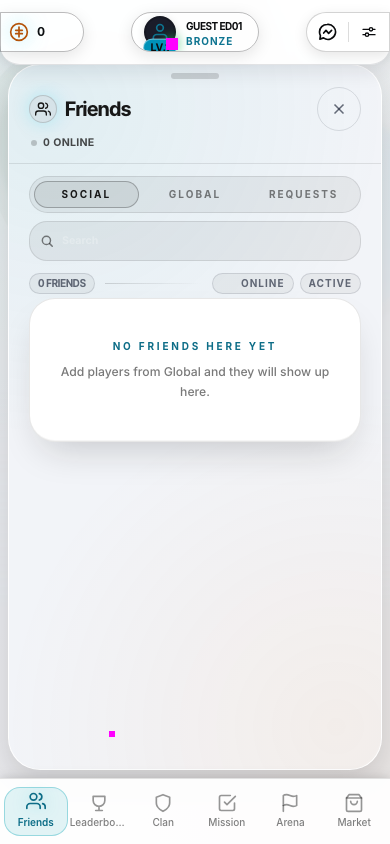 0
GUEST ED01
BRONZE
LV.
Friends
0 ONLINE
SOCIAL
GLOBAL
REQUESTS
Search
0 FRIENDS
ONLINE
ACTIVE
NO FRIENDS HERE YET
Add players from Global and they will show up
here.
Friends
Leaderbo...
Clan
Mission
Arena
Market